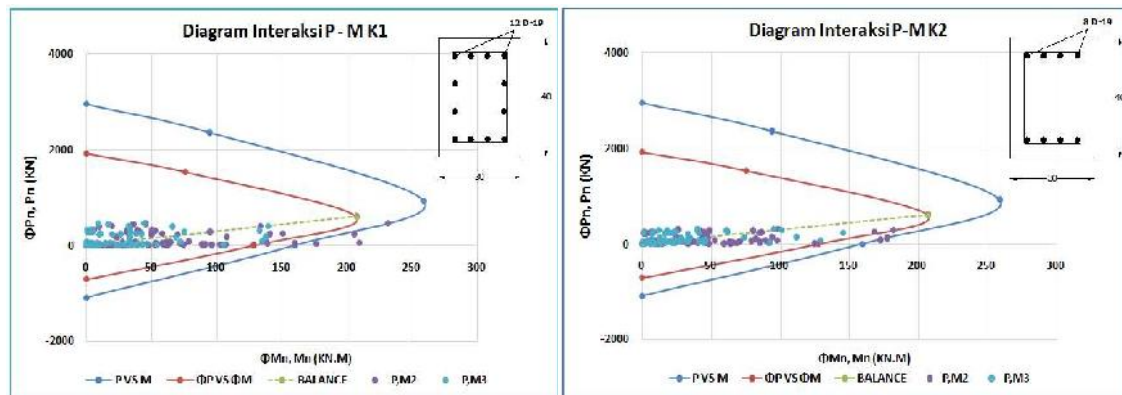 Diagram Interaksi P - M K1
12 D-19
4000
2000
0
-2000
0 50 100 150 200 250 300
ΦPn, Pn (KN)
ΦMn, Mn (KN.M)
40
30
P VS M
ΦP VS ΦM
BALANCE
P,M2
P,M3
Diagram Interaksi P-M K2
8 D-19
4000
2000
0
-2000
0 50 100 150 200 250 300
ΦPn, Pn (KN)
ΦMn, Mn (KN.M)
40
P VS M
ΦP VS ΦM
BALANCE
P,M2
P,M3